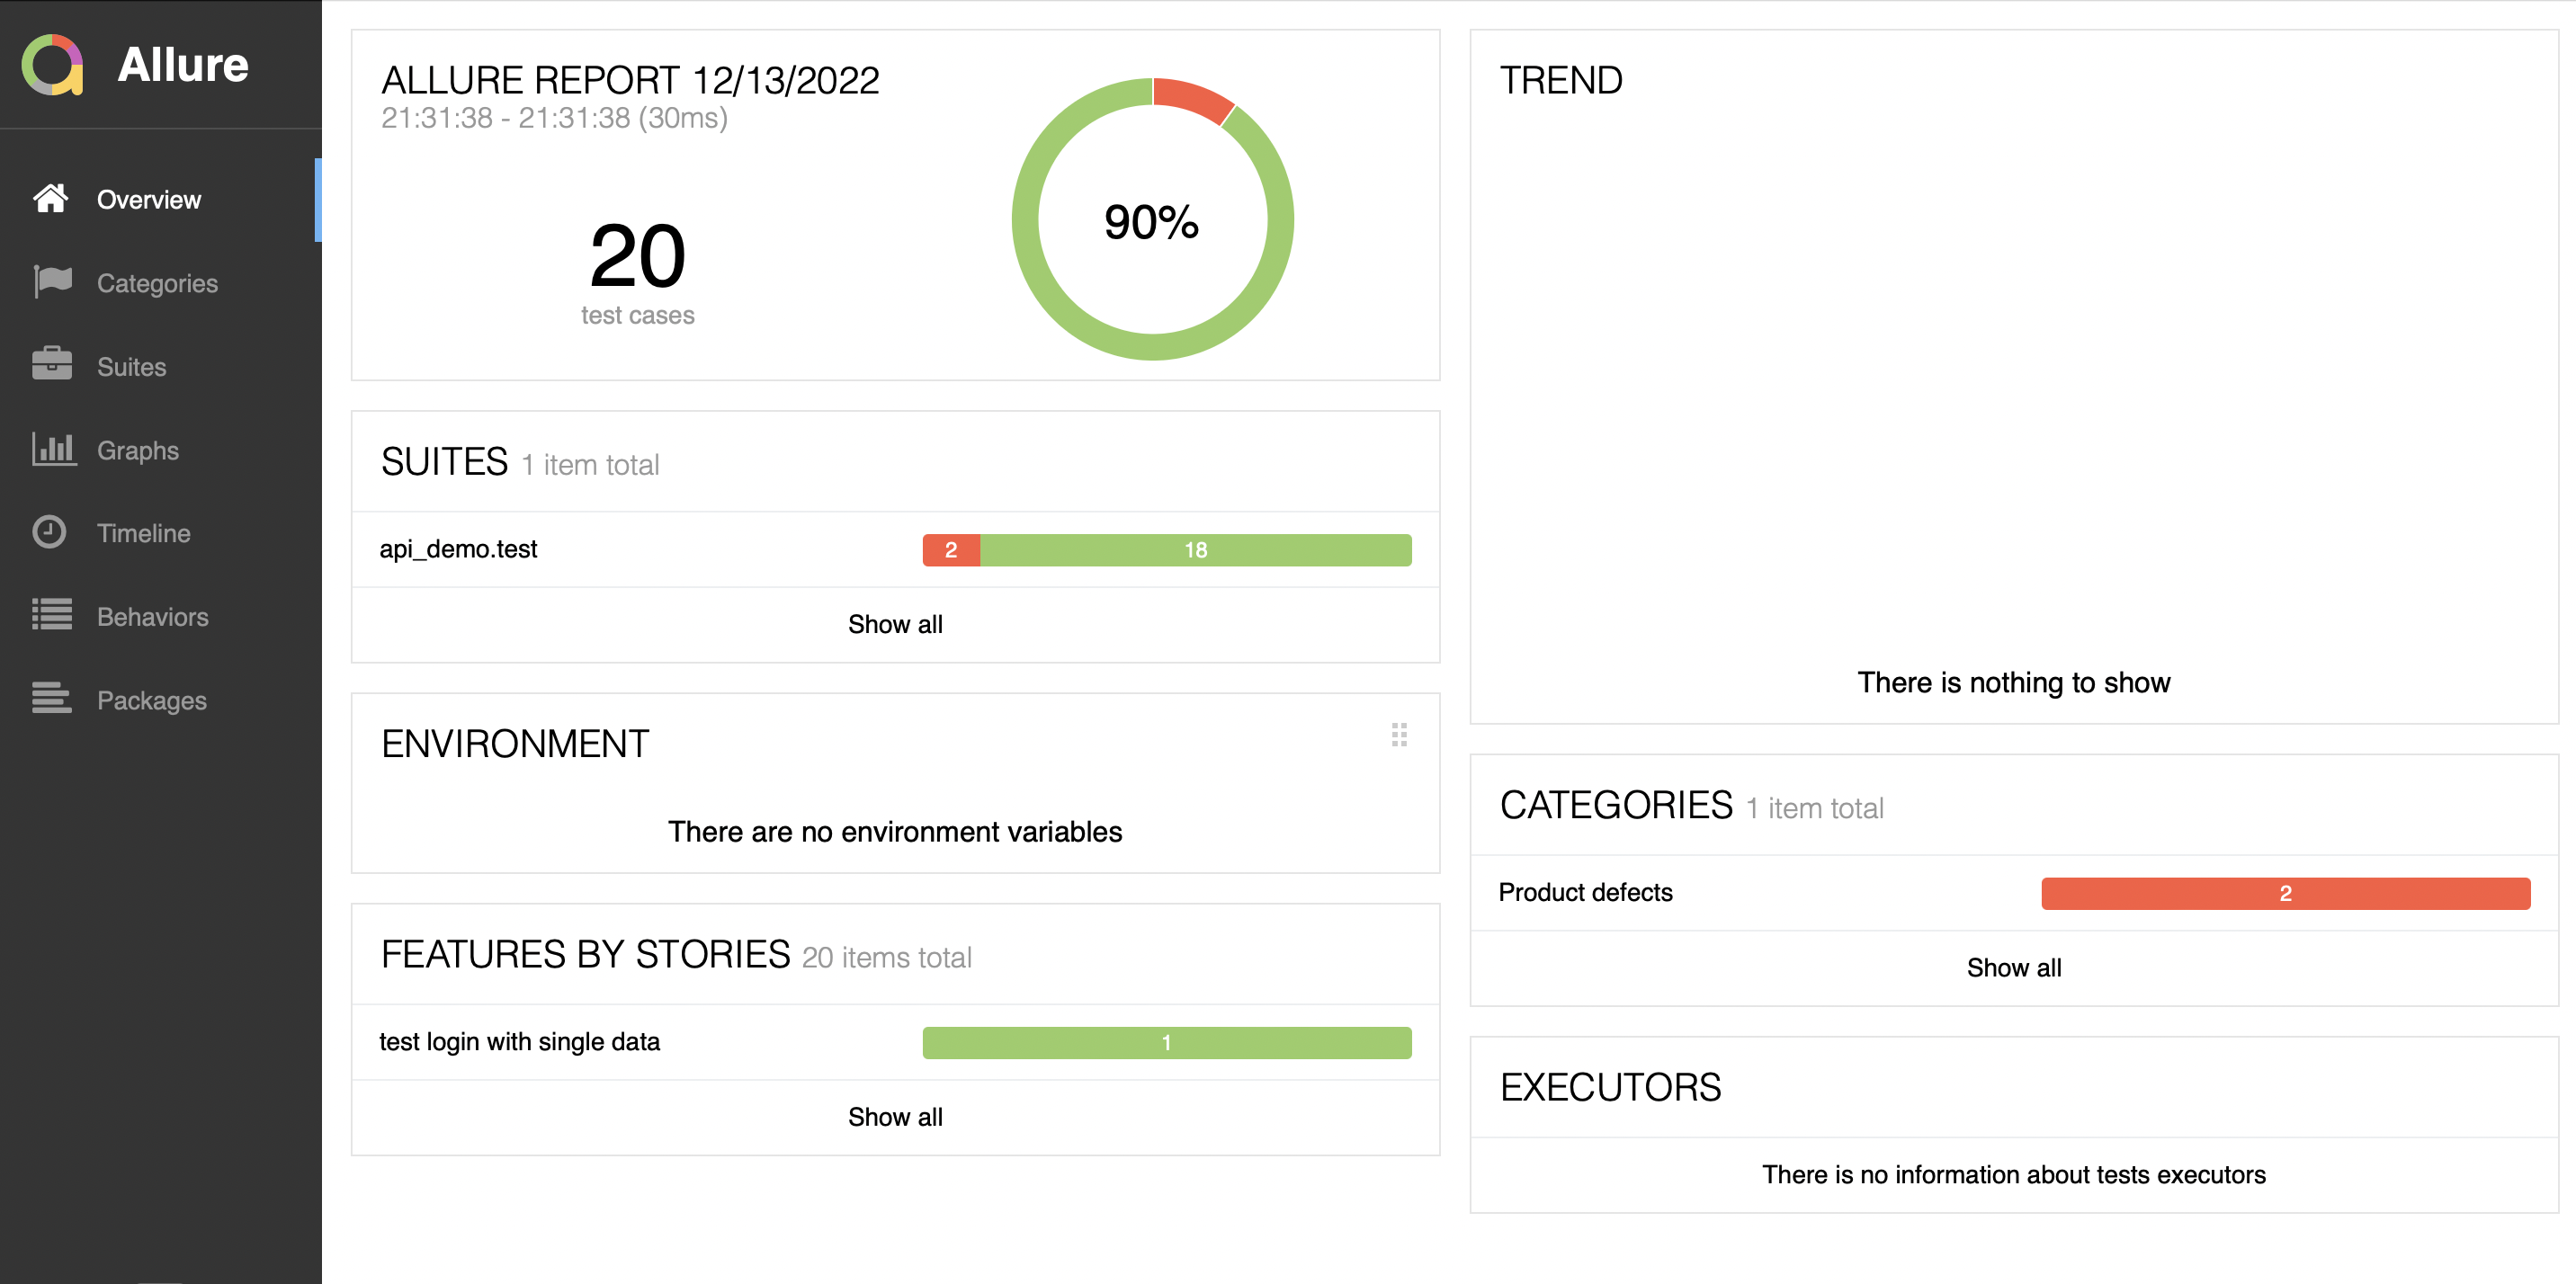 Allure
Overview
Categories
Suites
Graphs
Timeline
Behaviors
Packages
ALLURE REPORT 12/13/2022
21:31:38 - 21:31:38 (30ms)
20
test cases
90%
SUITES 1 item total
api_demo.test 2 18
Show all
ENVIRONMENT
There are no environment variables
FEATURES BY STORIES 20 items total
test login with single data 1
Show all
TREND
There is nothing to show
CATEGORIES 1 item total
Product defects 2
Show all
EXECUTORS
There is no information about tests executors